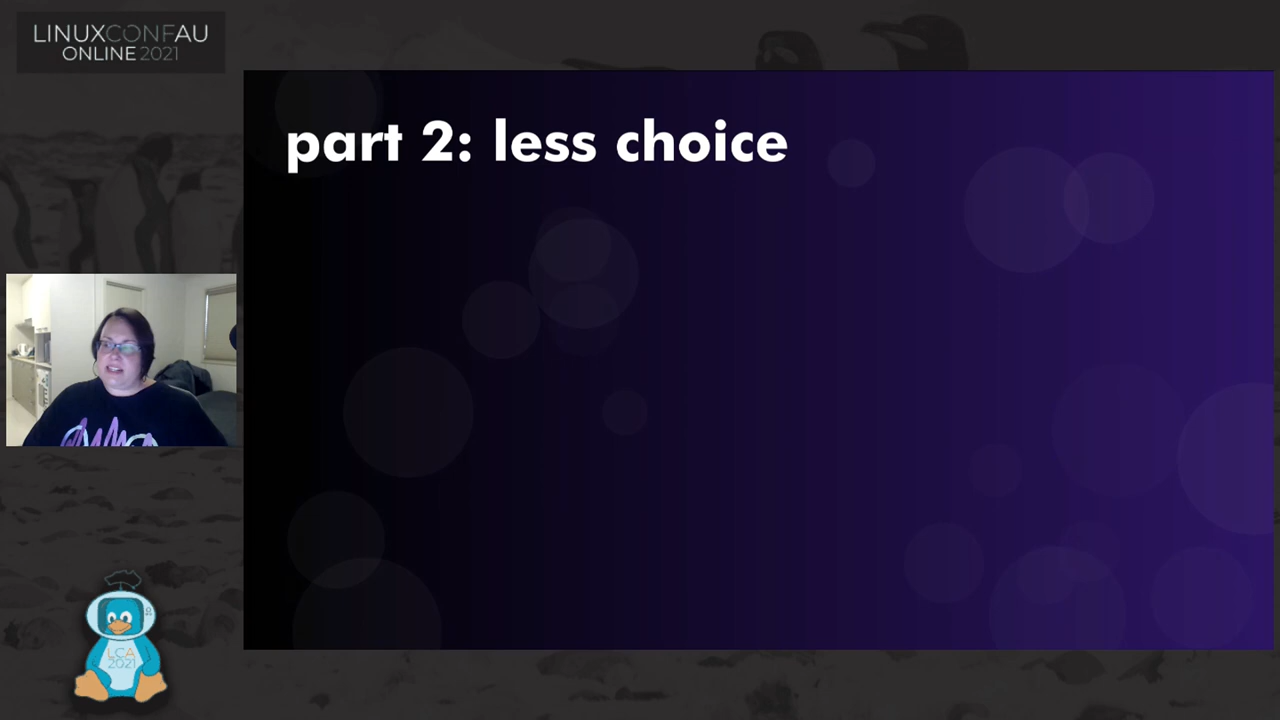 LINUXCONFAU
ONLINE 2021
part 2: less choice
LCA
2021